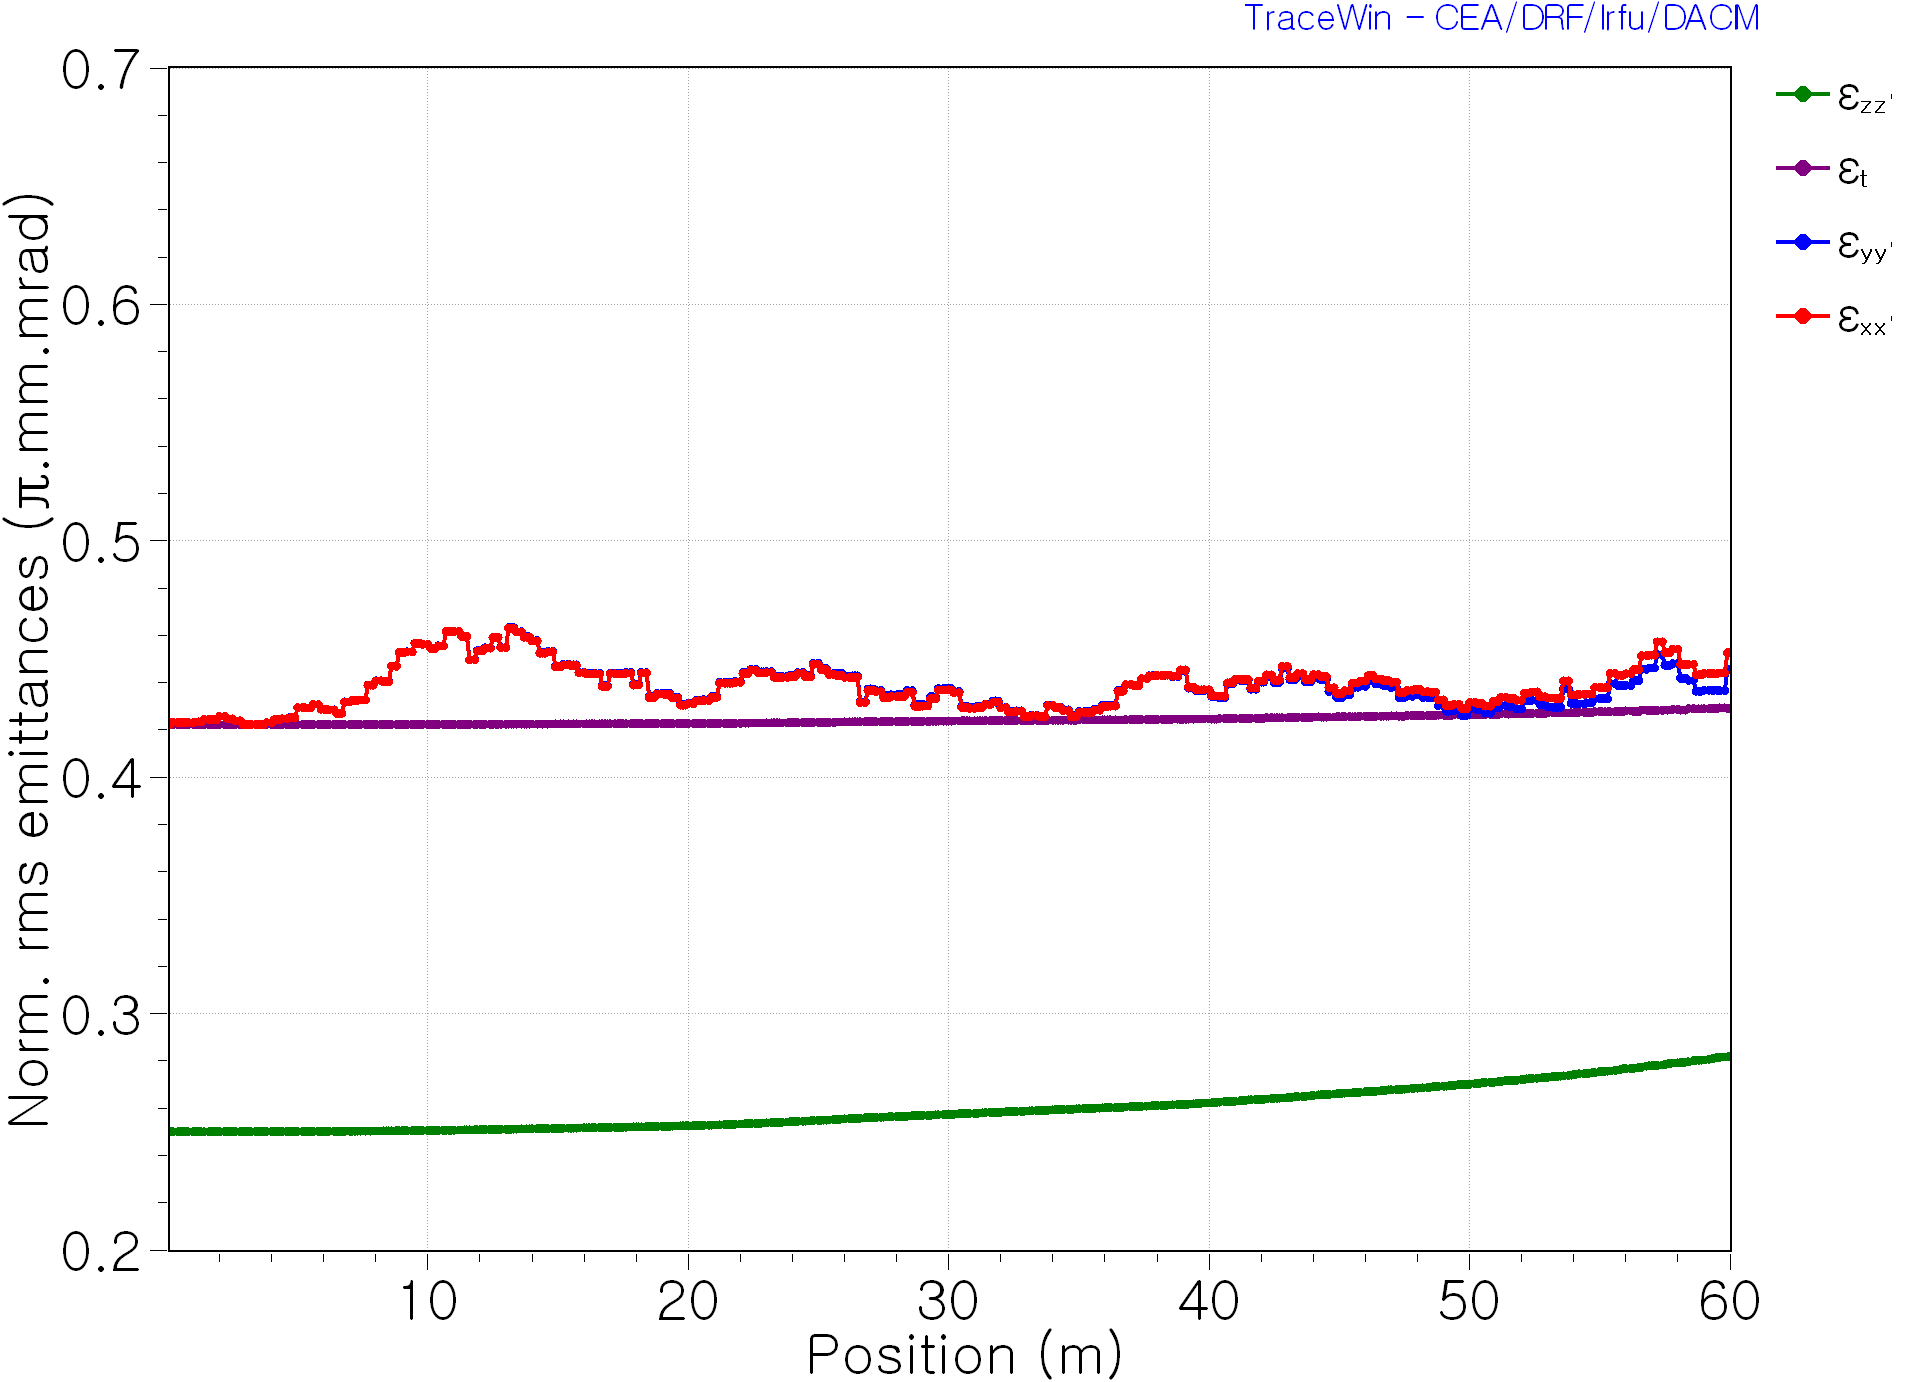 TraceWin - CEA/DRF/Irfu/DACM
Norm. rms emittances (π.mm.mrad)
0.7
0.6
0.5
0.4
0.3
0.2
10 20 30 40 50 60
Position (m)
εzz'
εt
εyy'
εxx'